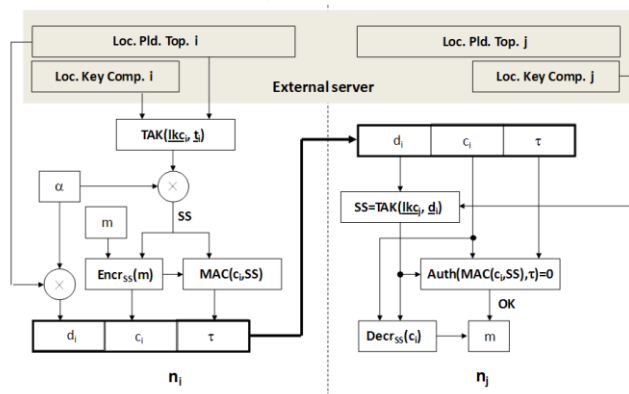 Loc. Pld. Top. i
Loc. Pld. Top. j
Loc. Key Comp. i
Loc. Key Comp. j
External server
TAK(lkcᵢ, tᵢ)
dᵢ cᵢ τ
α
×
SS
SS=TAK(lkcⱼ, dᵢ)
m
Encr_SS(m)
MAC(cᵢ,SS)
Auth(MAC(cᵢ,SS),τ)=0
×
OK
dᵢ cᵢ τ
Decr_SS(cᵢ)
m
nᵢ
nⱼ